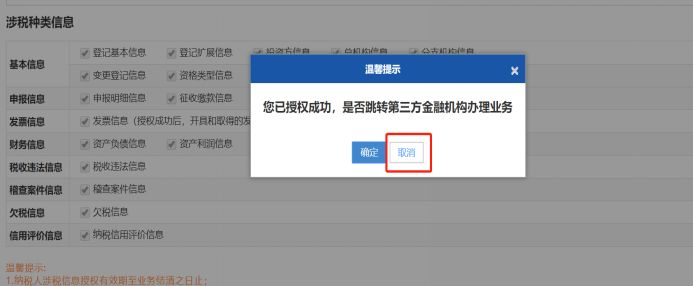 涉税种类信息
基本信息 登记基本信息 登记扩展信息 投资方信息 总机构信息 分支机构信息
变更登记信息 资格类型信息
申报信息 申报明细信息 征收缴款信息
发票信息 发票信息（授权成功后，开具和取得的发
财务信息 资产负债信息 资产利润信息
税收违法信息 税收违法信息
稽查案件信息 稽查案件信息
欠税信息 欠税信息
信用评价信息 纳税信用评价信息
温馨提示:
1.纳税人涉税信息授权有效期至业务结清之日止；
温馨提示 ×
您已授权成功，是否跳转第三方金融机构办理业务
确定 取消